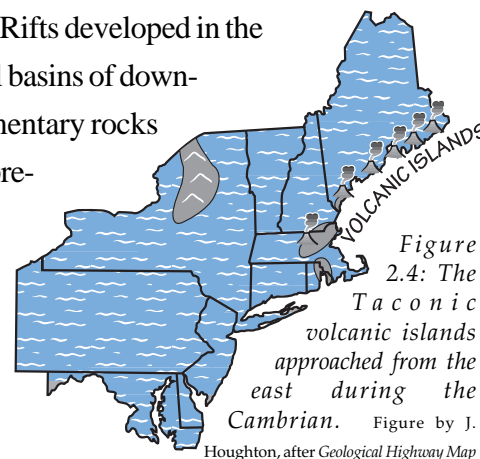 Rifts developed in the
l basins of down-
mentary rocks
ore-
VOLCANIC ISLANDS
Figure
2.4: The
Taconic
volcanic islands
approached from the
east during the
Cambrian. Figure by J.
Houghton, after Geological Highway Map